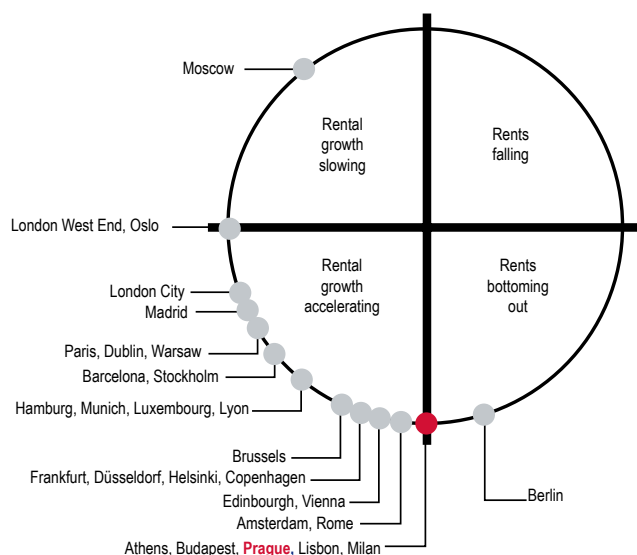 Moscow
Rental
growth
slowing
Rents
falling
London West End, Oslo
Rental
growth
accelerating
Rents
bottoming
out
London City
Madrid
Paris, Dublin, Warsaw
Barcelona, Stockholm
Hamburg, Munich, Luxembourg, Lyon
Brussels
Frankfurt, Düsseldorf, Helsinki, Copenhagen
Edinbourgh, Vienna
Berlin
Amsterdam, Rome
Athens, Budapest, Prague, Lisbon, Milan